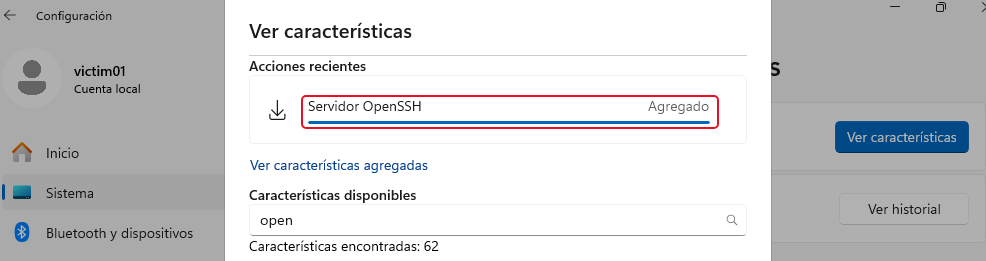 Configuración
victim01
Cuenta local
Inicio
Sistema
Bluetooth y dispositivos
Ver características
Acciones recientes
Servidor OpenSSH
Agregado
Ver características agregadas
Características disponibles
open
Características encontradas: 62
s
Ver características
Ver historial